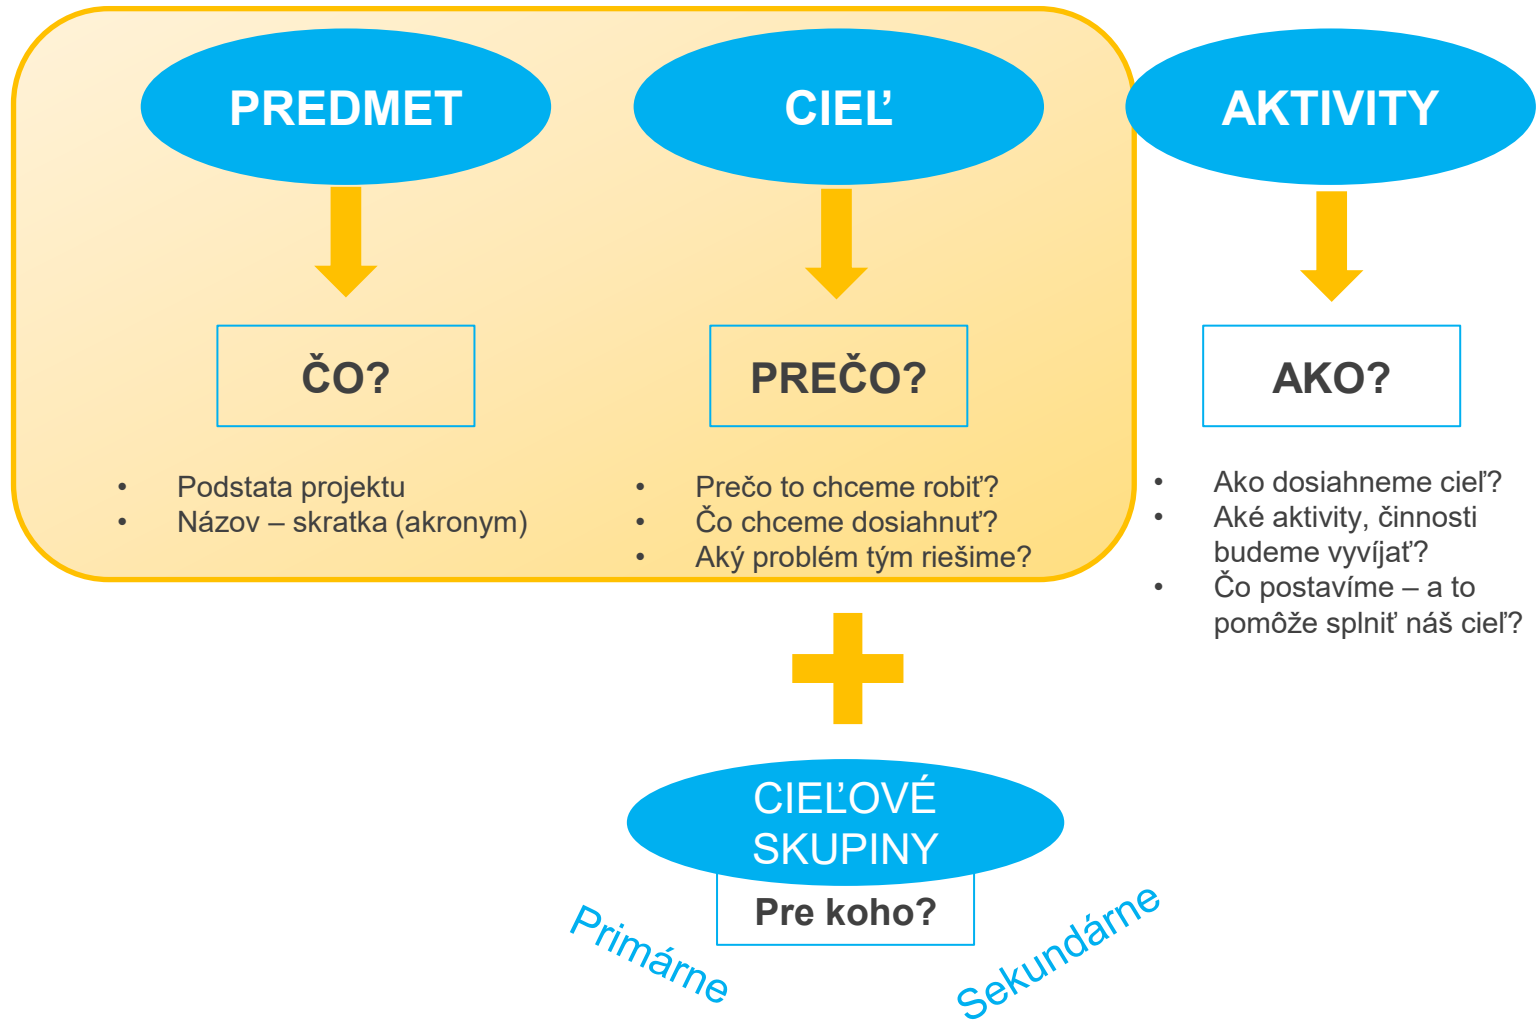 PREDMET
ČO?
• Podstata projektu
• Názov – skratka (akronym)
CIEĽ
PREČO?
• Prečo to chceme robiť?
• Čo chceme dosiahnuť?
• Aký problém tým riešime?
AKTIVITY
AKO?
• Ako dosiahneme cieľ?
• Aké aktivity, činnosti
budeme vyvíjať?
• Čo postavíme – a to
pomôže splniť náš cieľ?
CIEĽOVÉ
SKUPINY
Pre koho?
Primárne
Sekundárne